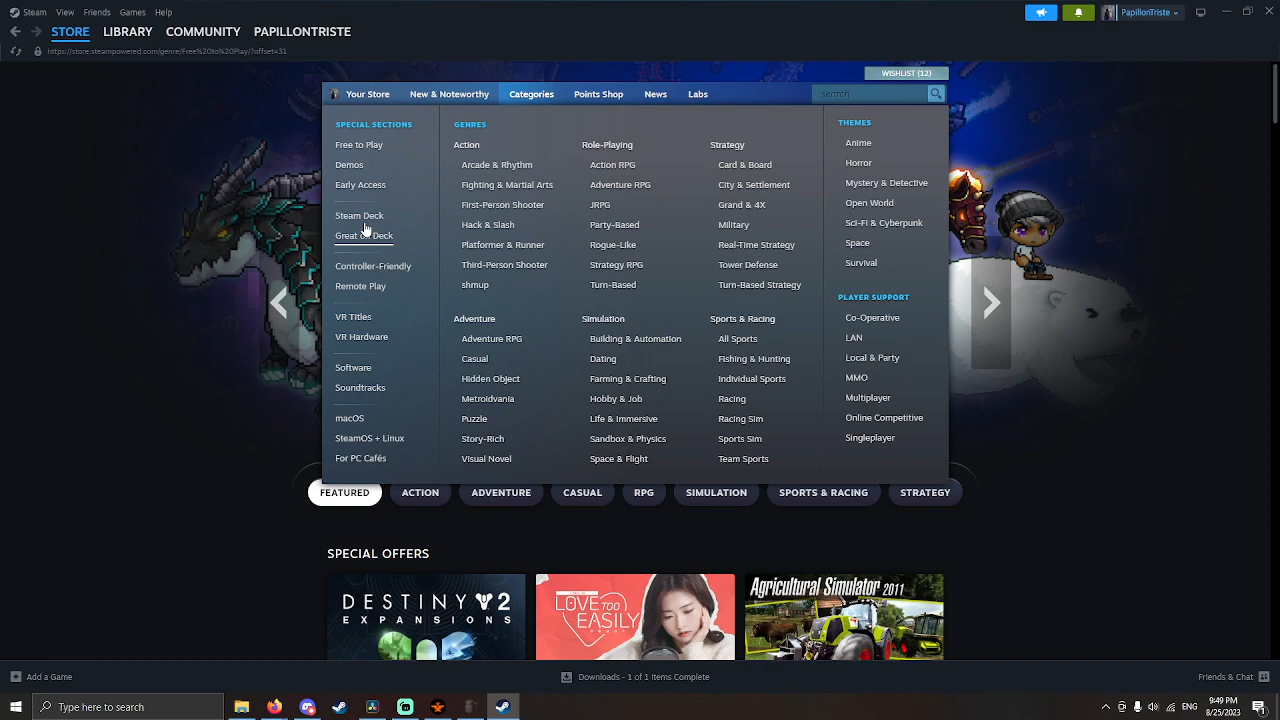 Steam View Friends Games Help
PapillonTriste
STORE LIBRARY COMMUNITY PAPILLONTRISTE
https://store.steampowered.com/genre/Free%20to%20Play/?offset=31
WISHLIST (12)
Your Store New & Noteworthy Categories Points Shop News Labs search
SPECIAL SECTIONS
Free to Play
Demos
Early Access
Steam Deck
Great on Deck
Controller-Friendly
Remote Play
VR Titles
VR Hardware
Software
Soundtracks
macOS
SteamOS + Linux
For PC Cafés
GENRES
Action
Arcade & Rhythm
Fighting & Martial Arts
First-Person Shooter
Hack & Slash
Platformer & Runner
Third-Person Shooter
shmup
Adventure
Adventure RPG
Casual
Hidden Object
Metroidvania
Puzzle
Story-Rich
Visual Novel
Role-Playing
Action RPG
Adventure RPG
JRPG
Party-Based
Rogue-Like
Strategy RPG
Turn-Based
Simulation
Building & Automation
Dating
Farming & Crafting
Hobby & Job
Life & Immersive
Sandbox & Physics
Space & Flight
Strategy
Card & Board
City & Settlement
Grand & 4X
Military
Real-Time Strategy
Tower Defense
Turn-Based Strategy
Sports & Racing
All Sports
Fishing & Hunting
Individual Sports
Racing
Racing Sim
Sports Sim
Team Sports
THEMES
Anime
Horror
Mystery & Detective
Open World
Sci-Fi & Cyberpunk
Space
Survival
PLAYER SUPPORT
Co-Operative
LAN
Local & Party
MMO
Multiplayer
Online Competitive
Singleplayer
FEATURED ACTION ADVENTURE CASUAL RPG SIMULATION SPORTS & RACING STRATEGY
SPECIAL OFFERS
DESTINY 2
EXPANSIONS
LOVE TOO
EASILY
Agricultural Simulator 2011
Add a Game
Downloads - 1 of 1 Items Complete
Friends & Chat
Type here to search
ENG
9:49 PM
8/25/2023